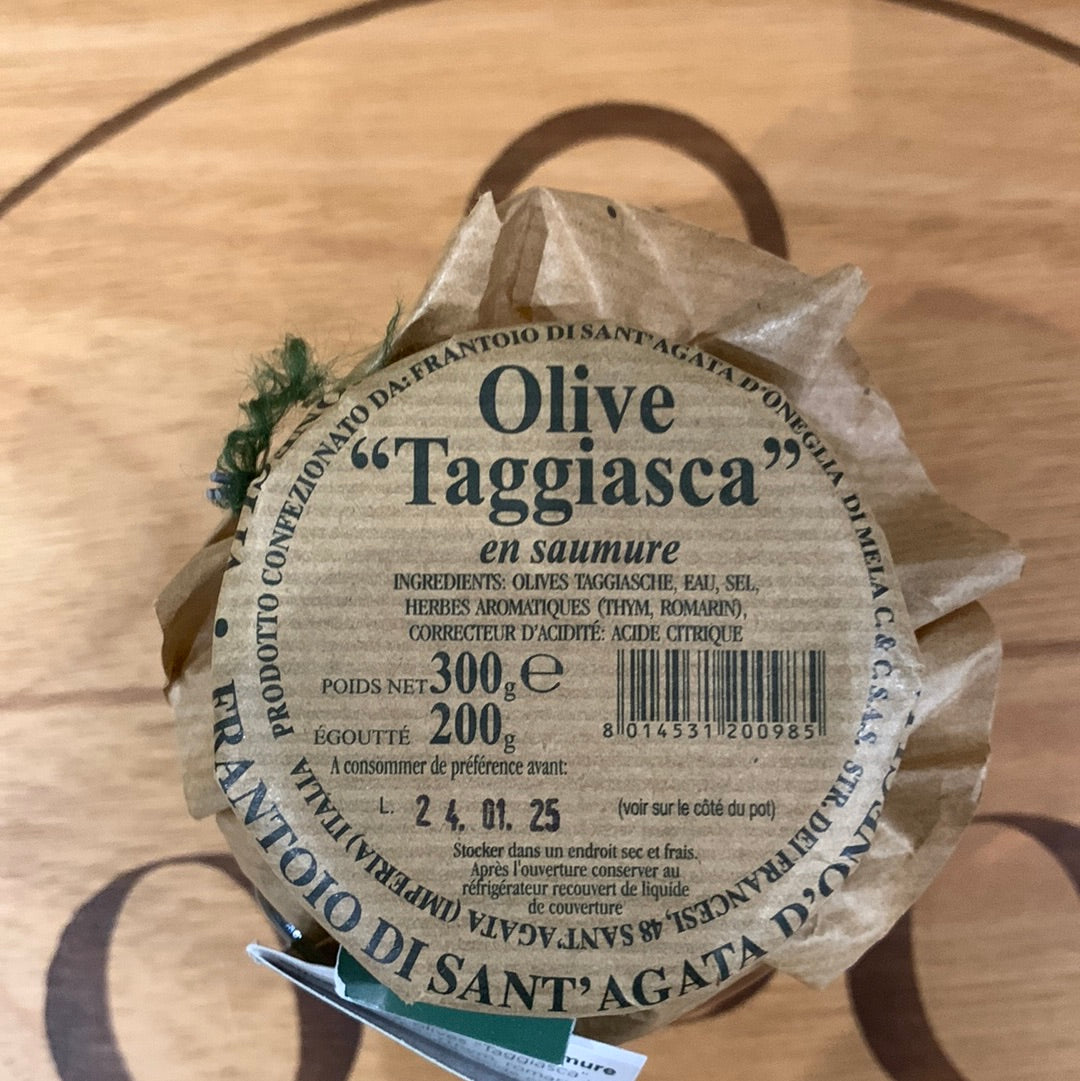 PRODOTTO CONFEZIONATO DA: FRANTOIO DI SANT'AGATA D'ONEGLIA DI MELA C. & C. S.A.S. STR. DEI FRANCESI, 48 SANT'AGATA (IMPERIA) ITALIA
Olive
“Taggiasca”
en saumure
INGREDIENTS: OLIVES TAGGIASCHE, EAU, SEL,
HERBES AROMATIQUES (THYM, ROMARIN),
CORRECTEUR D'ACIDITÉ: ACIDE CITRIQUE
POIDS NET 300g e
ÉGOUTTÉ 200g
8 014531 200985
A consommer de préférence avant:
L. 24.01.25 (voir sur le côté du pot)
Stocker dans un endroit sec et frais.
Après l'ouverture conserver au
réfrigérateur recouvert de liquide
de couverture
FRANTOIO DI SANT'AGATA D'O
olives "Taggiasca"